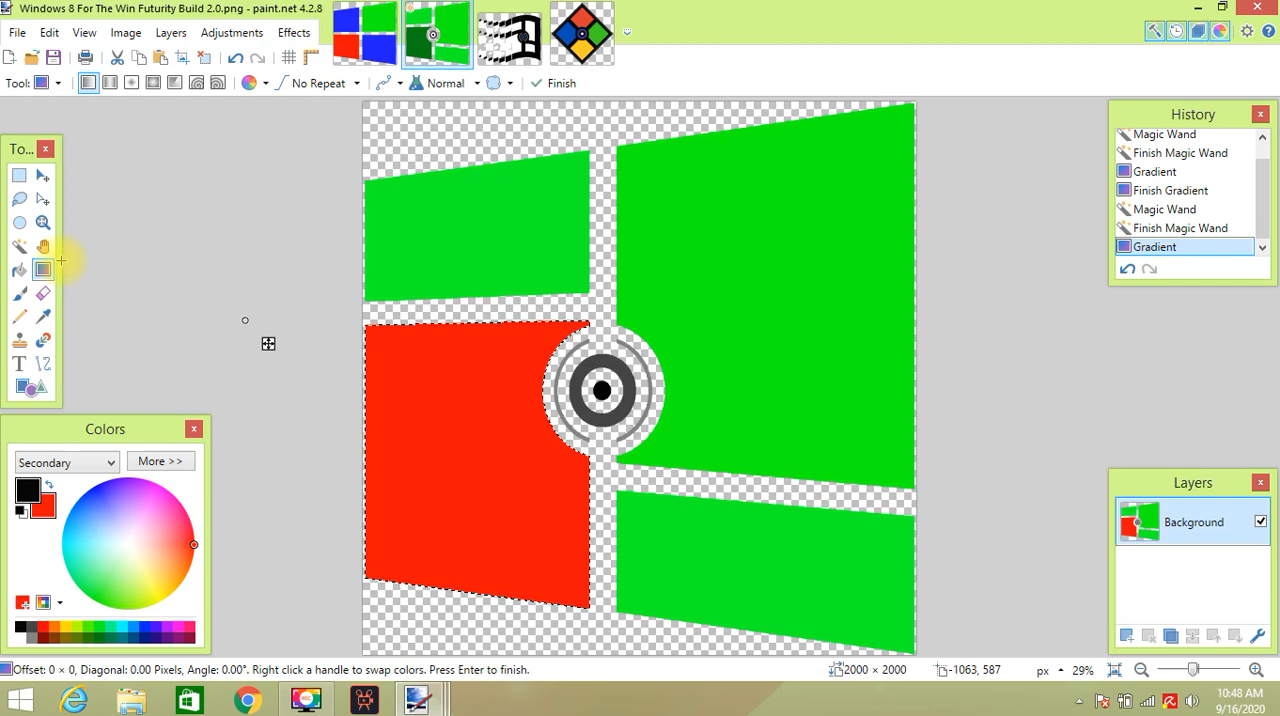 Windows 8 For The Win Futurity Build 2.0.png - paint.net 4.2.8
File Edit View Image Layers Adjustments Effects
Tool: No Repeat Normal Finish
To...
History
Magic Wand
Finish Magic Wand
Gradient
Finish Gradient
Magic Wand
Finish Magic Wand
Gradient
Colors
Secondary More >>
Layers
Background
Offset: 0 × 0, Diagonal: 0.00 Pixels, Angle: 0.00°. Right click a handle to swap colors. Press Enter to finish. 2000 × 2000 -1063, 587 px 29%
10:48 AM
9/16/2020